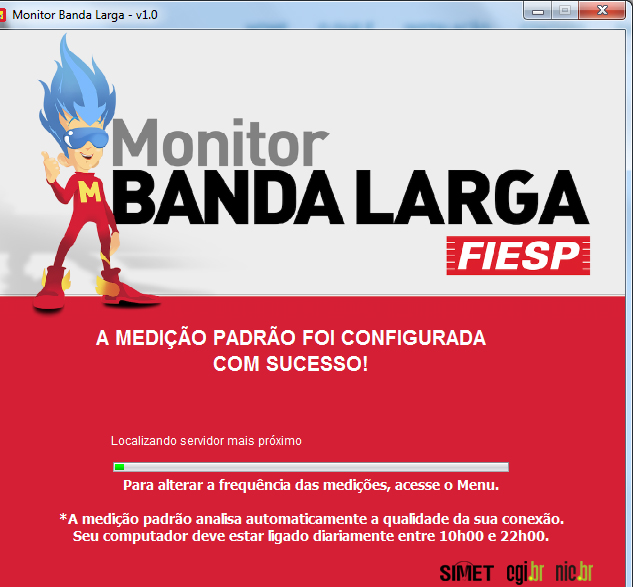 Monitor Banda Larga - v1.0
Monitor
BANDA LARGA
FIESP
M
A MEDIÇÃO PADRÃO FOI CONFIGURADA
COM SUCESSO!
Localizando servidor mais próximo
Para alterar a frequência das medições, acesse o Menu.
*A medição padrão analisa automaticamente a qualidade da sua conexão.
Seu computador deve estar ligado diariamente entre 10h00 e 22h00.
SIMET cgi.br nic.br